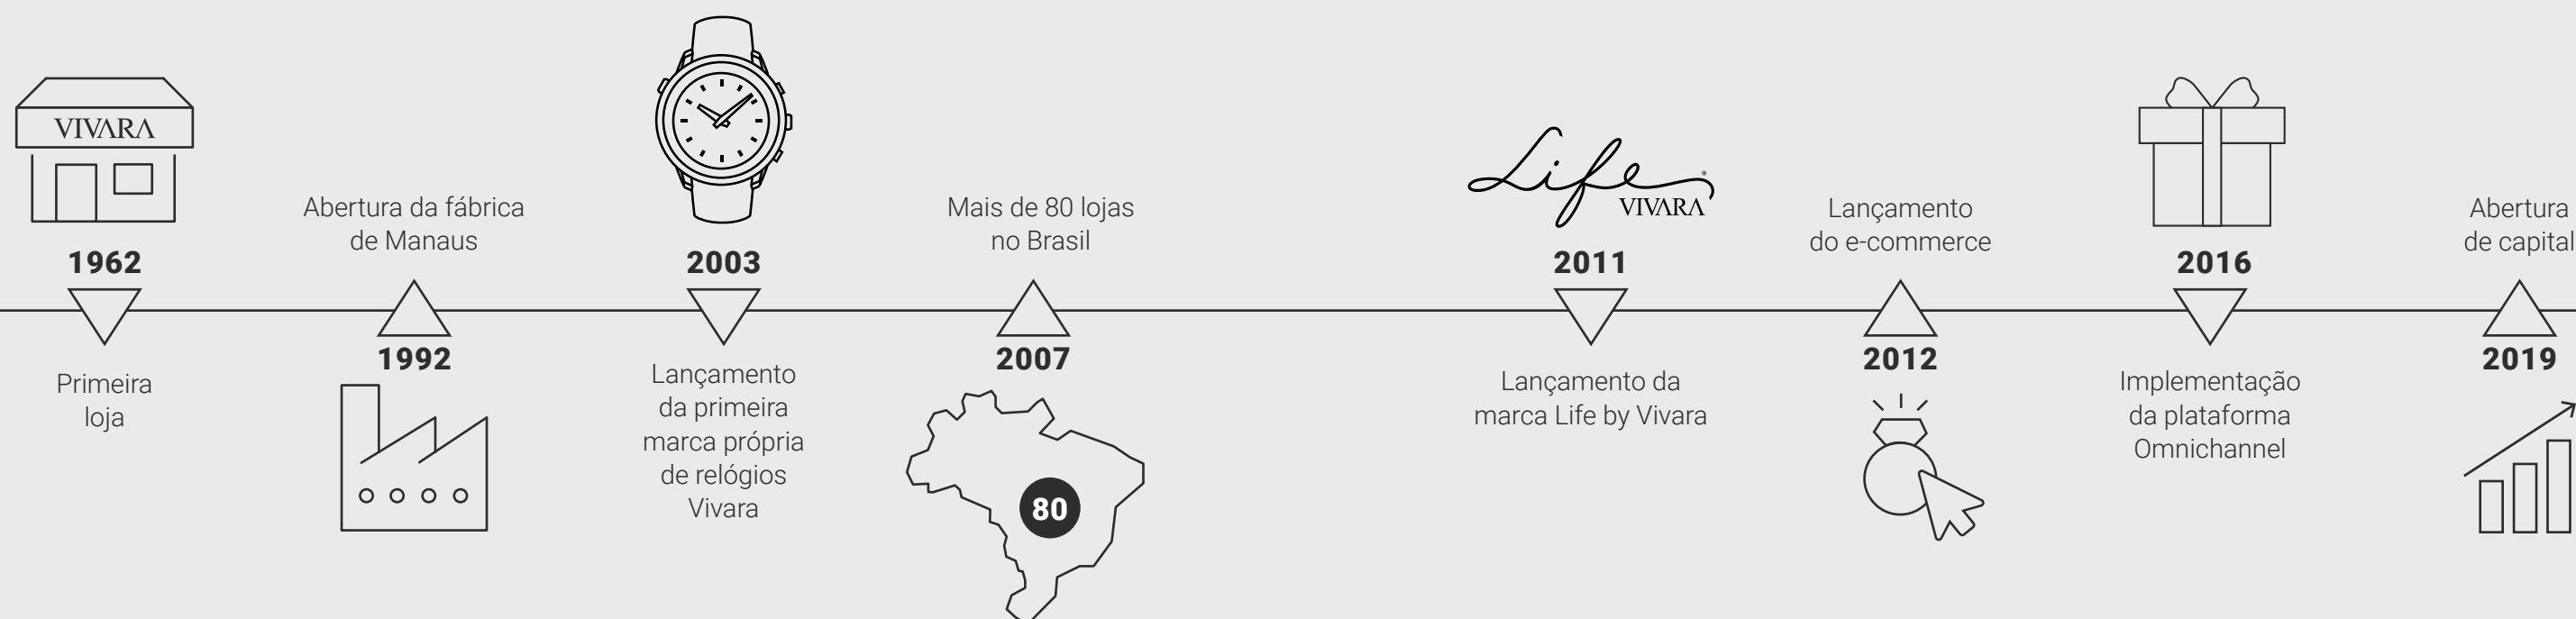 VIVARA
1962
Primeira
loja
Abertura da fábrica
de Manaus
1992
2003
Lançamento
da primeira
marca própria
de relógios
Vivara
Mais de 80 lojas
no Brasil
2007
80
Life
VIVARA
2011
Lançamento da
marca Life by Vivara
Lançamento
do e-commerce
2012
2016
Implementação
da plataforma
Omnichannel
Abertura
de capital
2019